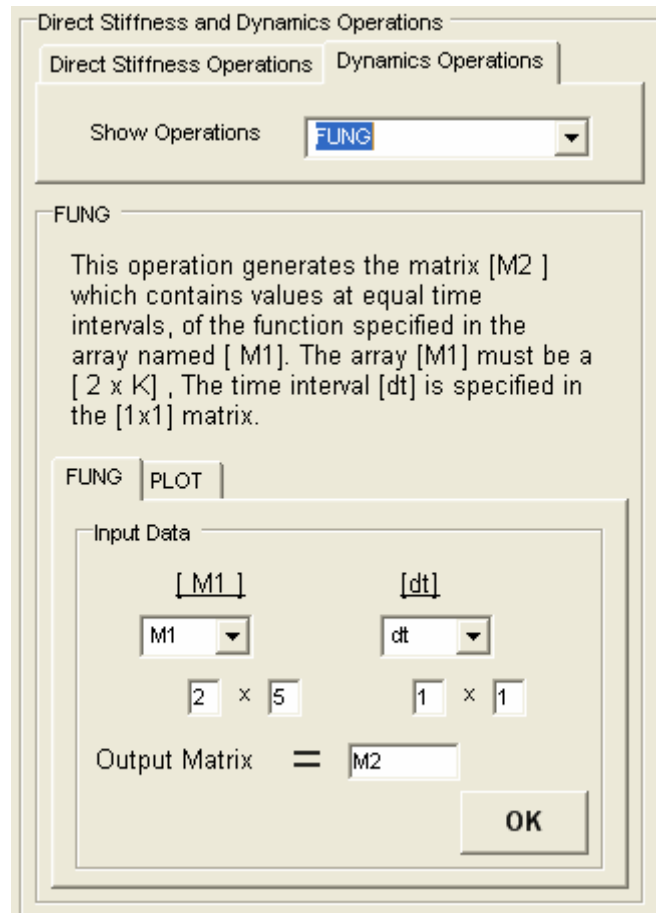 Direct Stiffness and Dynamics Operations
Direct Stiffness Operations Dynamics Operations
Show Operations FUNG
FUNG
This operation generates the matrix [M2 ]
which contains values at equal time
intervals, of the function specified in the
array named [ M1]. The array [M1] must be a
[ 2 x K] , The time interval [dt] is specified in
the [1x1] matrix.
FUNG PLOT
Input Data
[ M1 ] [dt]
M1 dt
2 x 5 1 x 1
Output Matrix = M2
OK